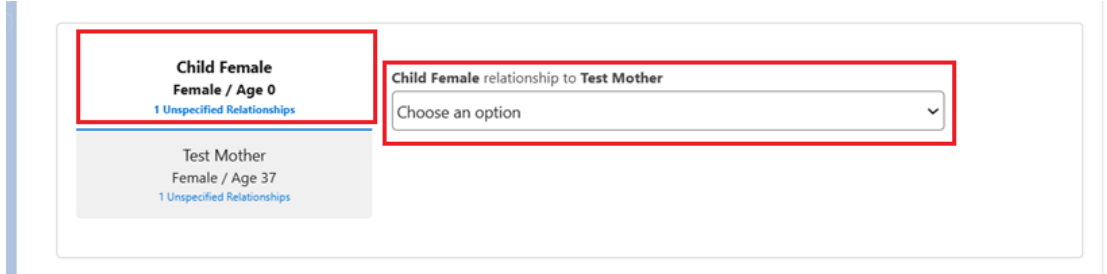 Child Female
Female / Age 0
1 Unspecified Relationships
Test Mother
Female / Age 37
1 Unspecified Relationships
Child Female relationship to Test Mother
Choose an option